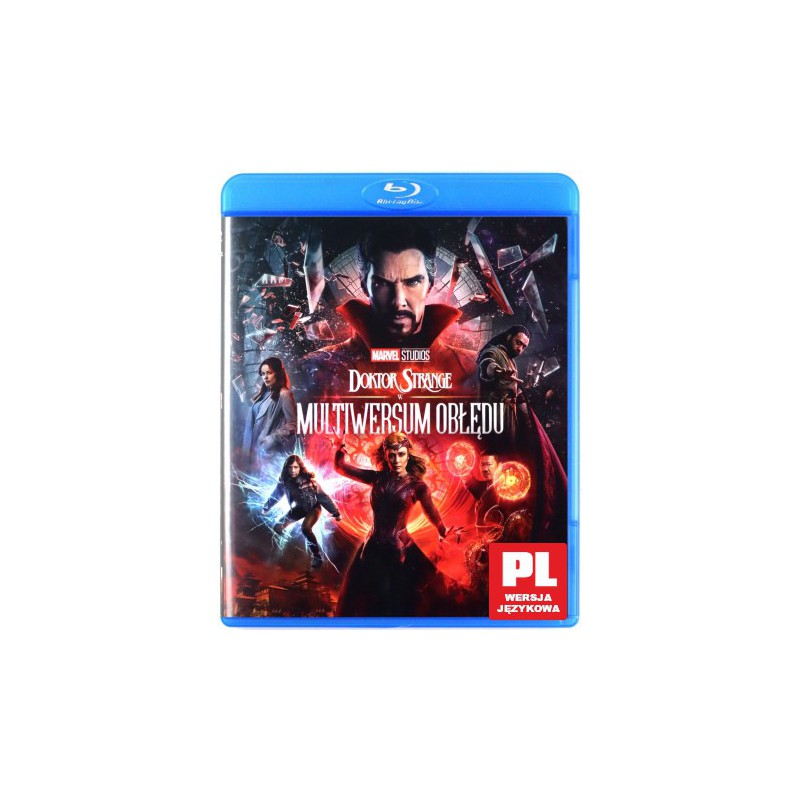 Blu-ray Disc
MARVEL STUDIOS
DOKTOR STRANGE
W
MULTIWERSUM OBŁĘDU
PL
WERSJA
JĘZYKOWA